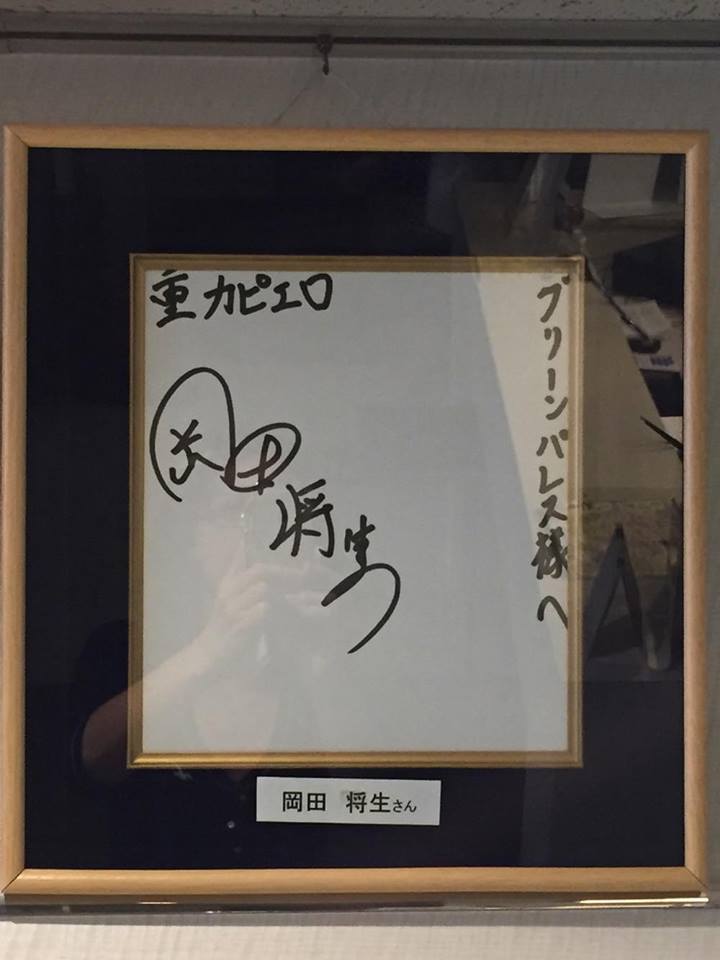 グリーンパレス様へ
重力ピエロ
岡田将生
岡田 将生さん